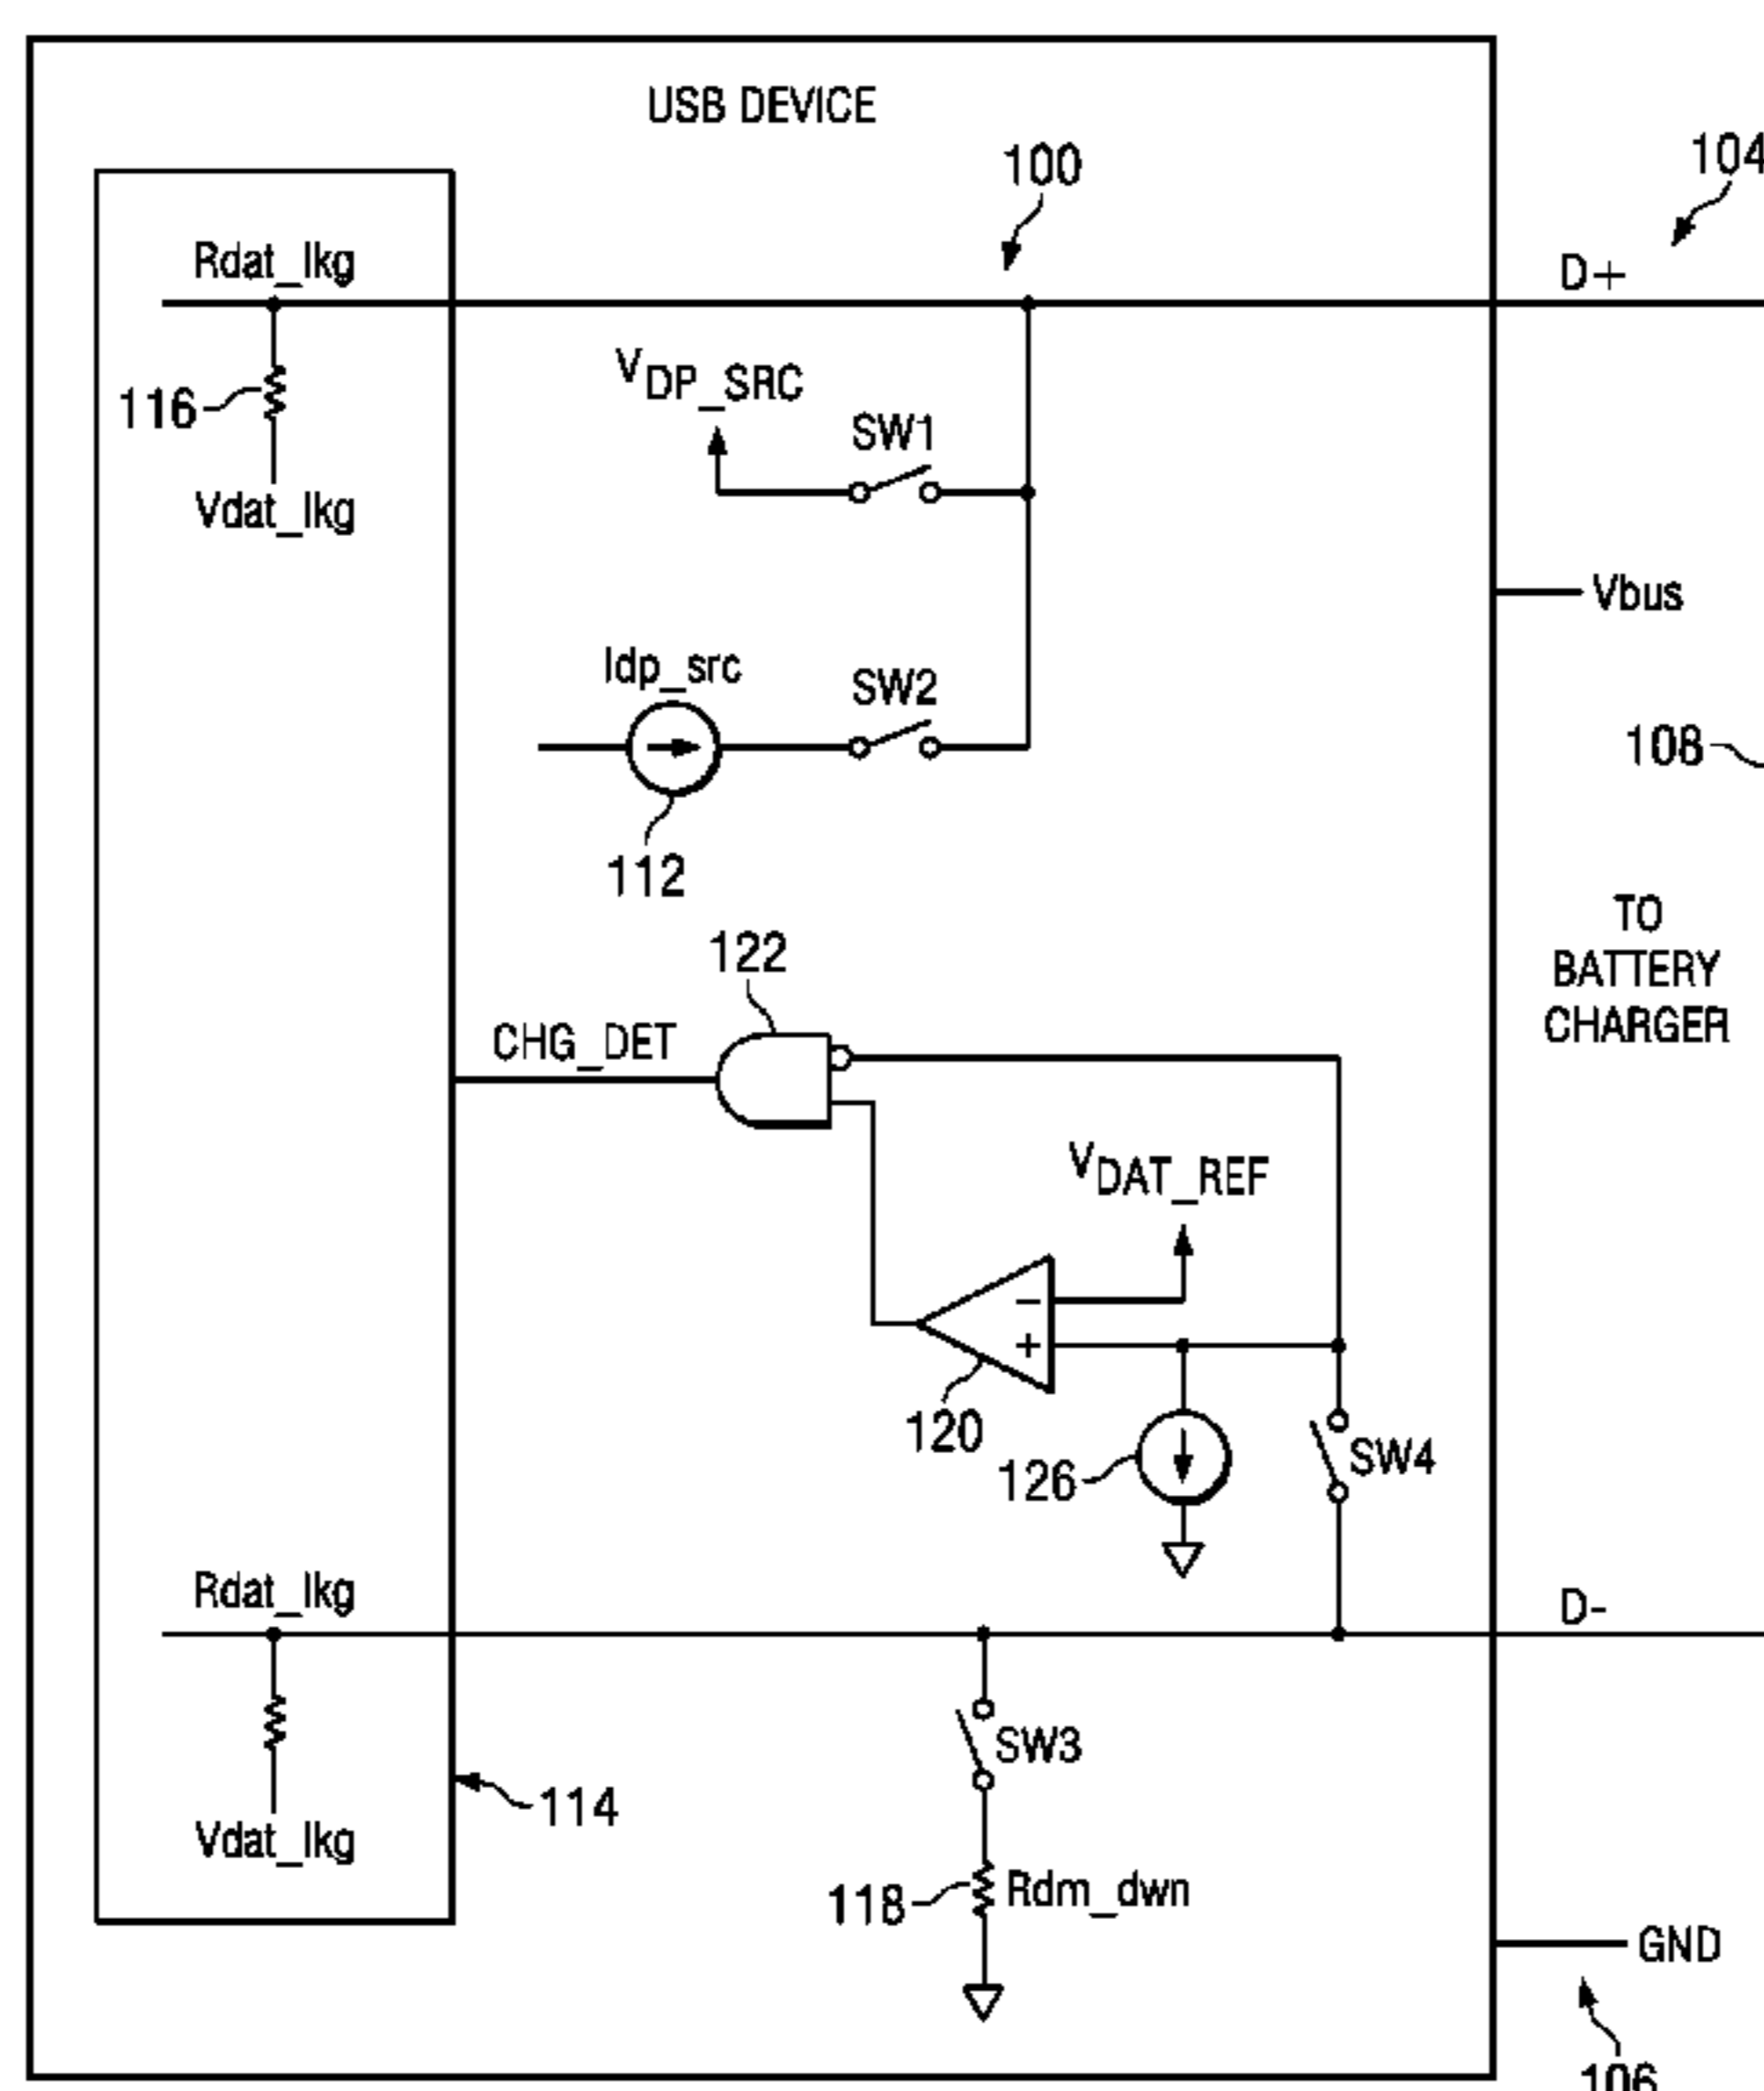 USB DEVICE
100
104
Rdat_lkg
D+
VDP_SRC
116
SW1
Vdat_lkg
Vbus
Idp_src
SW2
108
112
TO
BATTERY
CHARGER
122
CHG_DET
VDAT_REF
−
+
120
126
SW4
Rdat_lkg
D-
SW3
114
Vdat_lkg
118
Rdm_dwn
GND
106